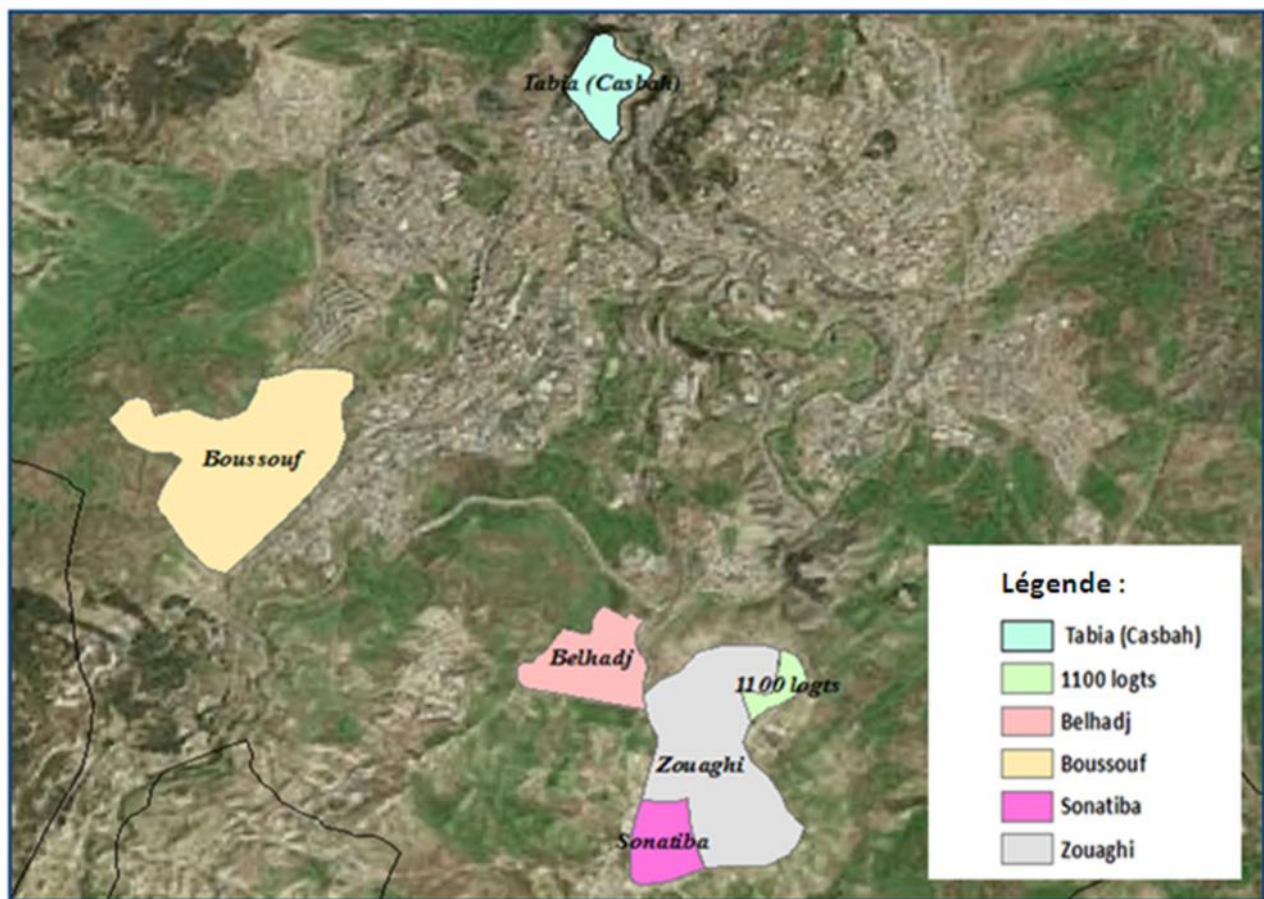 Tabia (Casbah)
Boussouf
Belhadj
1100 logts
Zouaghi
Sonatiba
Légende :
Tabia (Casbah)
1100 logts
Belhadj
Boussouf
Sonatiba
Zouaghi